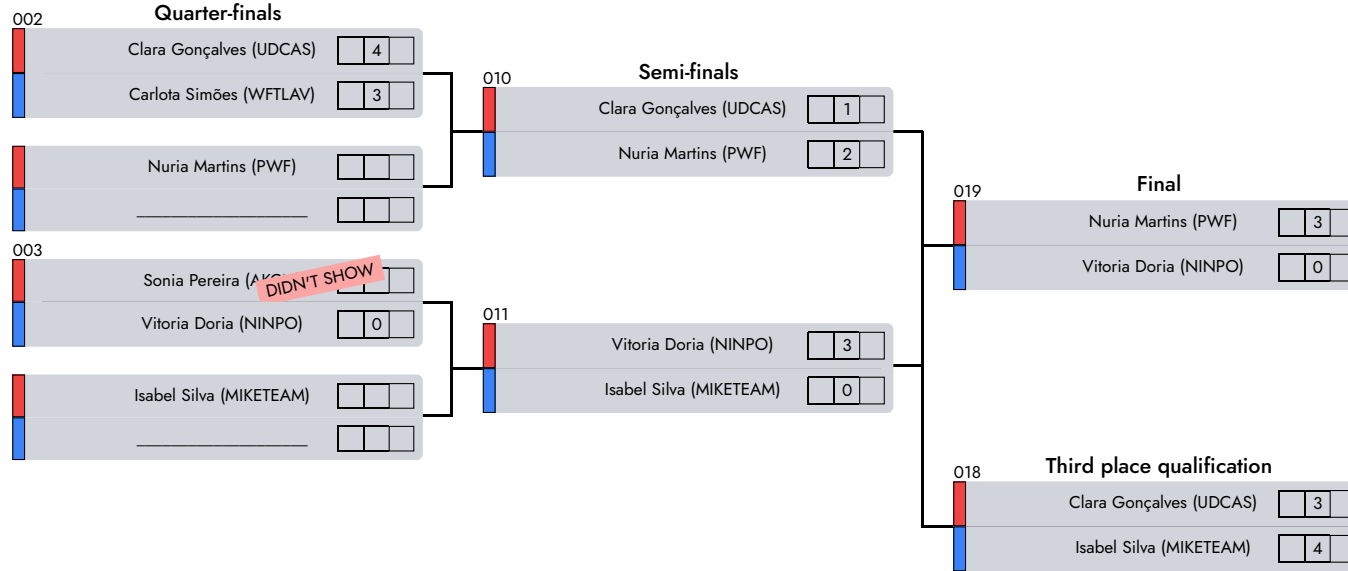 Quarter-finals
002
Clara Gonçalves (UDCAS) 4
Carlota Simões (WFTLAV) 3
Nuria Martins (PWF)
003
Sonia Pereira
DIDN'T SHOW
Vitoria Doria (NINPO) 0
Isabel Silva (MIKETEAM)
Semi-finals
010
Clara Gonçalves (UDCAS) 1
Nuria Martins (PWF) 2
011
Vitoria Doria (NINPO) 3
Isabel Silva (MIKETEAM) 0
Final
019
Nuria Martins (PWF) 3
Vitoria Doria (NINPO) 0
Third place qualification
018
Clara Gonçalves (UDCAS) 3
Isabel Silva (MIKETEAM) 4